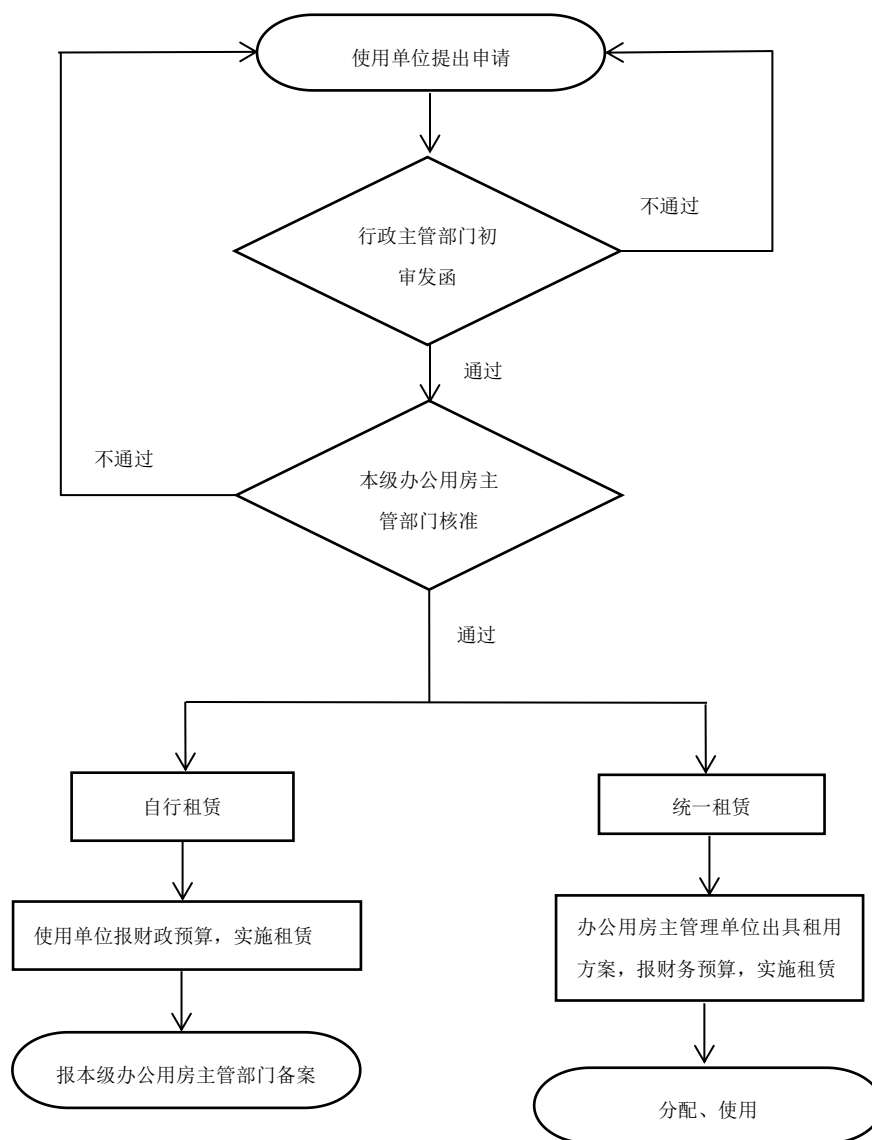 使用单位提出申请
不通过
行政主管部门初
审发函
通过
不通过
本级办公用房主
管部门核准
通过
自行租赁
统一租赁
使用单位报财政预算，实施租赁
办公用房主管理单位出具租用
方案，报财务预算，实施租赁
报本级办公用房主管部门备案
分配、使用